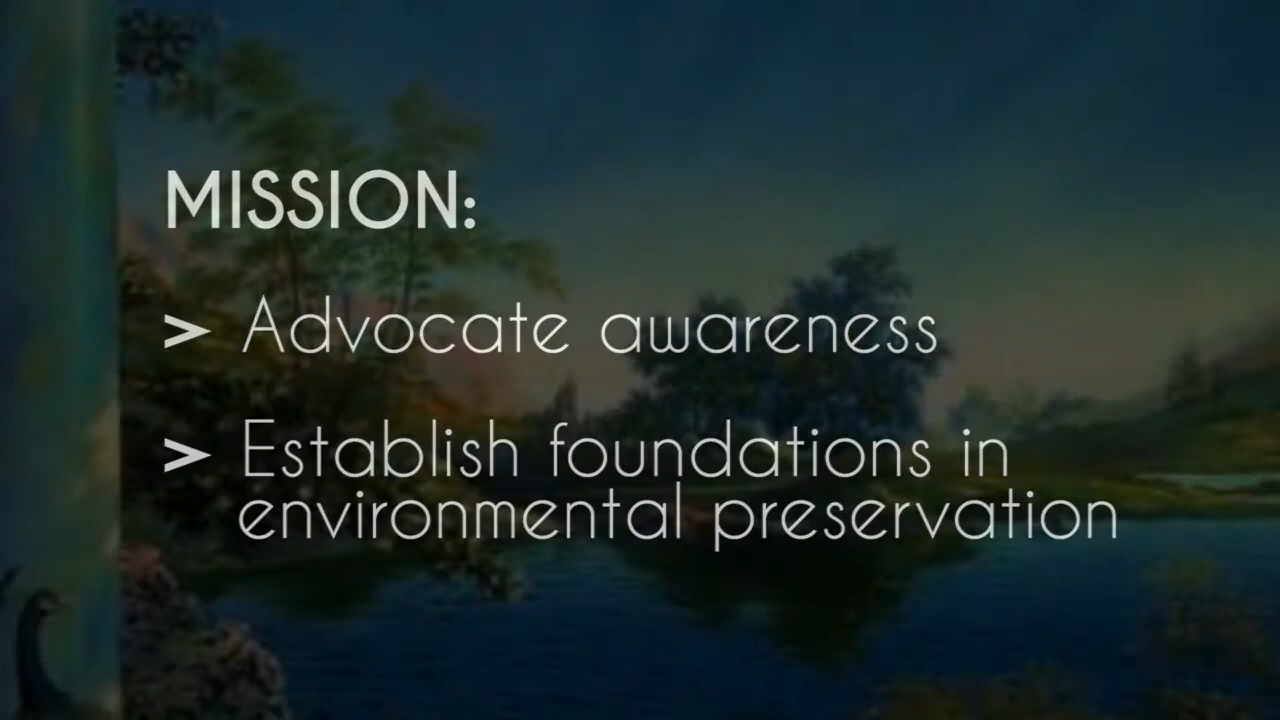 MISSION:
> Advocate awareness
> Establish foundations in
environmental preservation